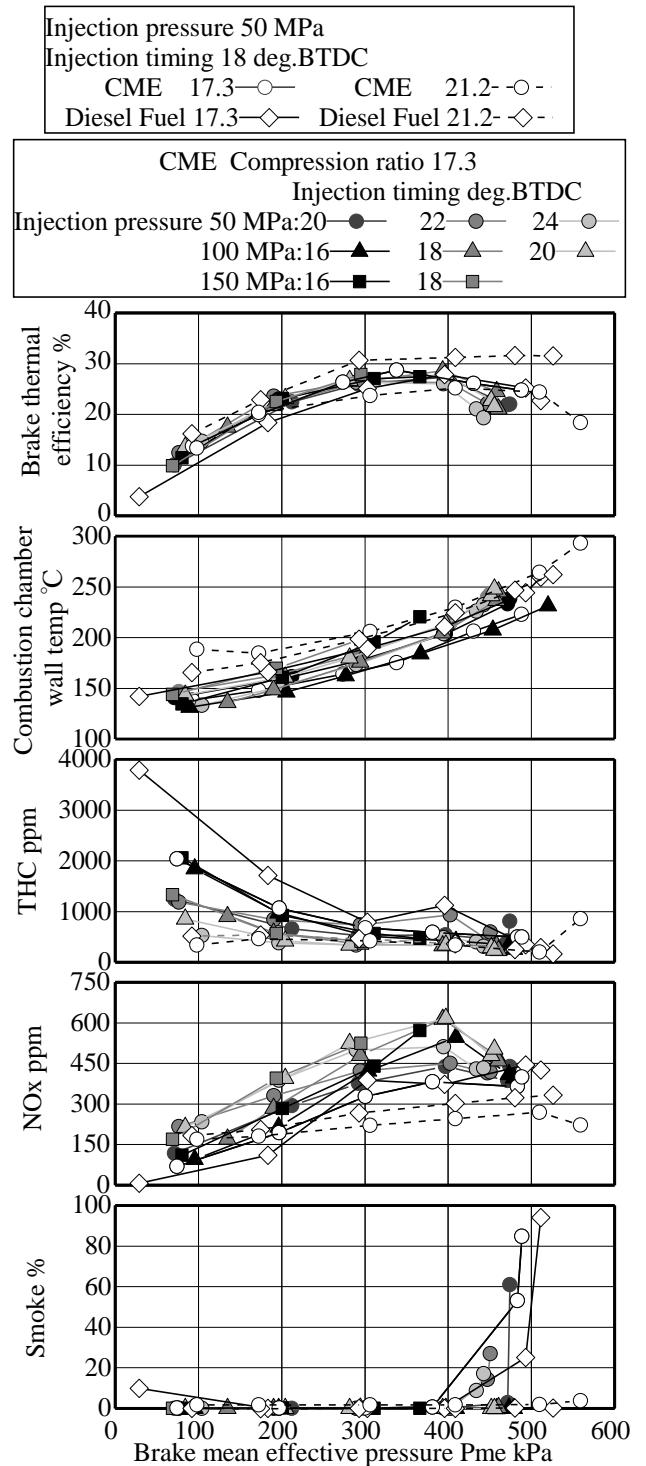 Injection pressure 50 MPa
Injection timing 18 deg.BTDC
CME 17.3 CME 21.2
Diesel Fuel 17.3 Diesel Fuel 21.2
CME Compression ratio 17.3
Injection timing deg.BTDC
Injection pressure 50 MPa:20 22 24
100 MPa:16 18 20
150 MPa:16 18
Brake thermal
efficiency %
40
30
20
10
0
Combustion chamber
wall temp °C
300
250
200
150
100
THC ppm
4000
3000
2000
1000
0
NOx ppm
750
600
450
300
150
0
Smoke %
100
80
60
40
20
0
0 100 200 300 400 500 600
Brake mean effective pressure Pme kPa